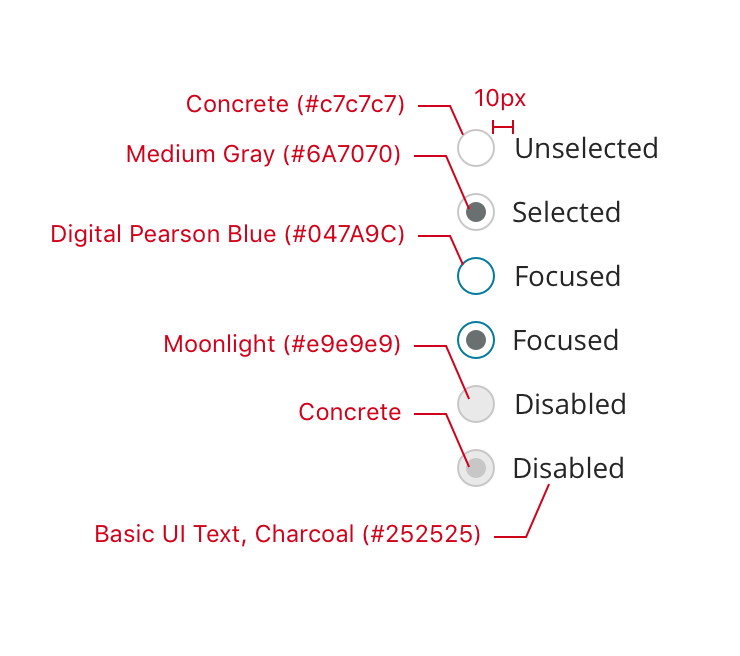 10px
Concrete (#c7c7c7)
Unselected
Medium Gray (#6A7070)
Selected
Digital Pearson Blue (#047A9C)
Focused
Moonlight (#e9e9e9)
Focused
Disabled
Concrete
Disabled
Basic UI Text, Charcoal (#252525)